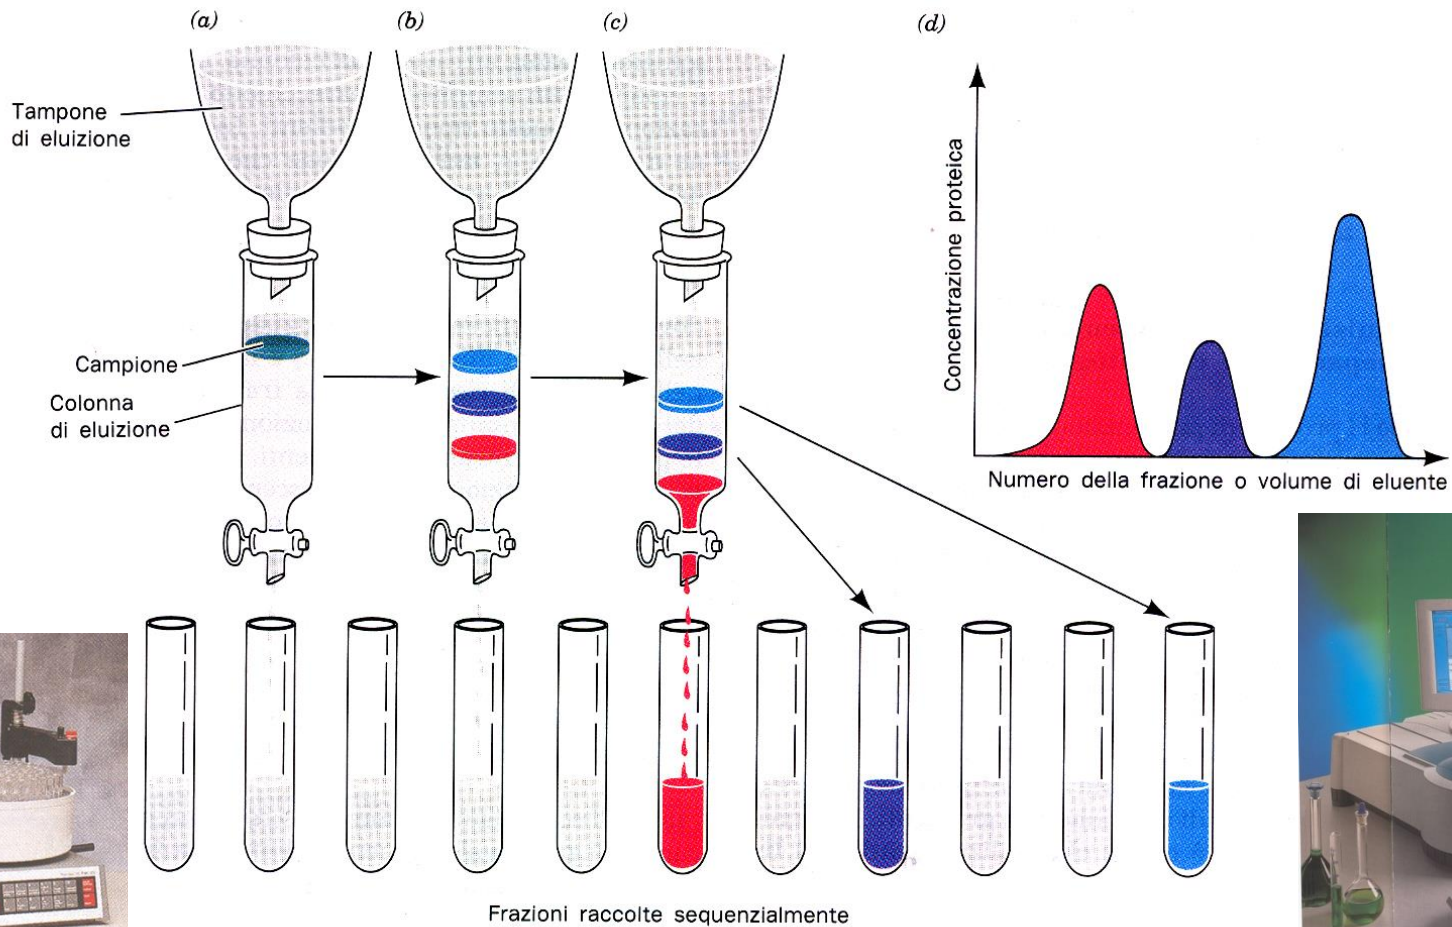 (a)
(b)
(c)
(d)
Tampone
di eluizione
Campione
Colonna
di eluizione
Concentrazione proteica
Numero della frazione o volume di eluente
Frazioni raccolte sequenzialmente